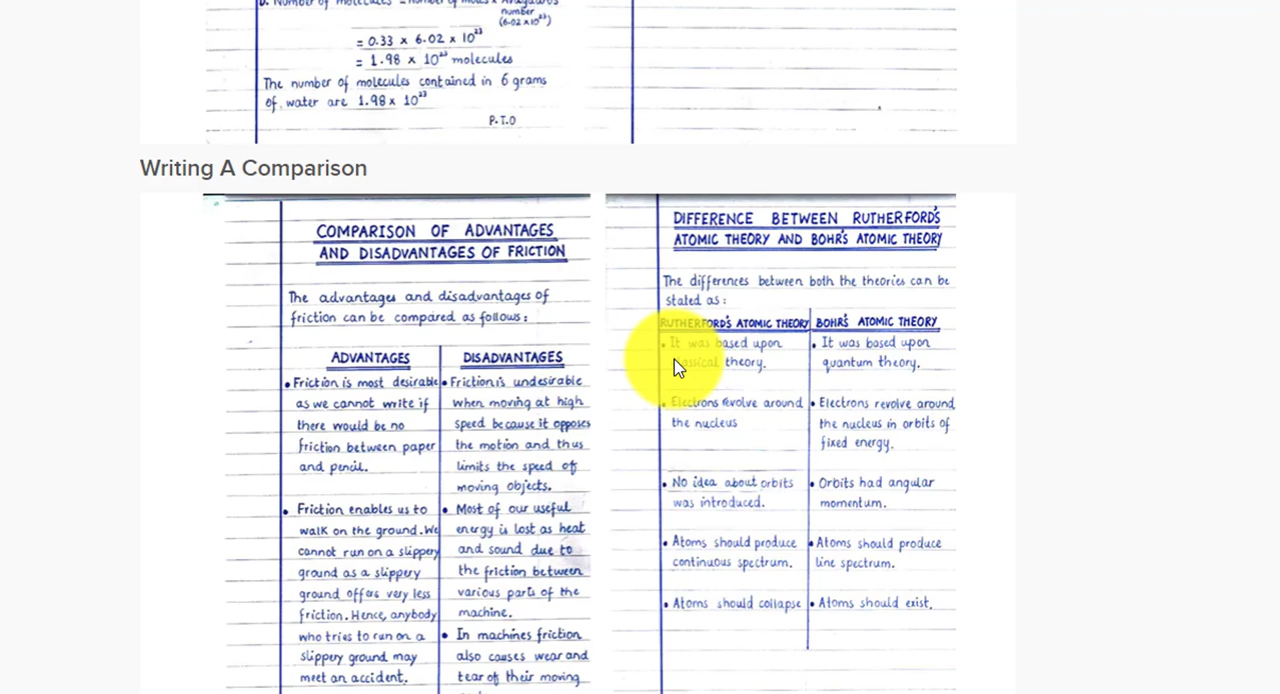 D. Number of molecules = Number of moles x Avogadro's
number
(6.02 x 10²³)
= 0.33 x 6.02 x 10²³
= 1.98 x 10²³ molecules
The number of molecules contained in 6 grams
of water are 1.98 x 10²³
P.T.O
Writing A Comparison
COMPARISON OF ADVANTAGES
AND DISADVANTAGES OF FRICTION
The advantages and disadvantages of
friction can be compared as follows:
ADVANTAGES
• Friction is most desirable
as we cannot write if
there would be no
friction between paper
and pencil.
• Friction enables us to
walk on the ground. We
cannot run on a slippery
ground as a slippery
ground offers very less
friction. Hence, anybody
who tries to run on a
slippery ground may
meet an accident.
DISADVANTAGES
• Friction is undesirable
when moving at high
speed because it opposes
the motion and thus
limits the speed of
moving objects.
• Most of our useful
energy is lost as heat
and sound due to
the friction between
various parts of the
machine.
• In machines friction
also causes wear and
tear of their moving
DIFFERENCE BETWEEN RUTHERFORD'S
ATOMIC THEORY AND BOHR'S ATOMIC THEORY
The differences between both the theories can be
stated as:
RUTHERFORD'S ATOMIC THEORY
• It was based upon
classical theory.
• Electrons revolve around
the nucleus
• No idea about orbits
was introduced.
• Atoms should produce
continuous spectrum.
• Atoms should collapse
BOHR'S ATOMIC THEORY
• It was based upon
quantum theory.
• Electrons revolve around
the nucleus in orbits of
fixed energy.
• Orbits had angular
momentum.
• Atoms should produce
line spectrum.
• Atoms should exist.